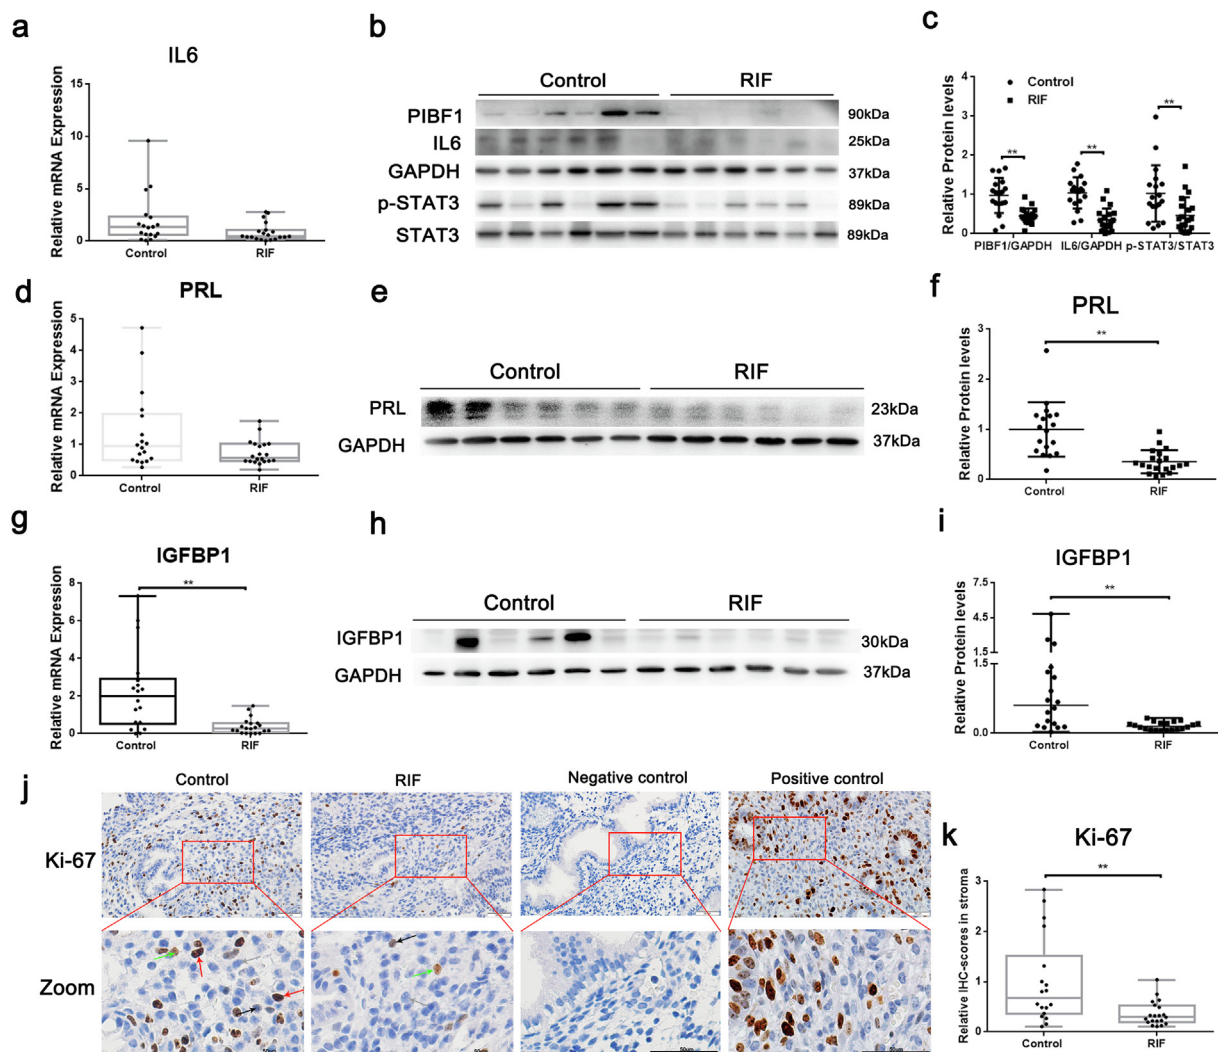 a
IL6
Relative mRNA Expression
15
10
5
0
Control RIF
b
Control RIF
PIBF1 90kDa
IL6 25kDa
GAPDH 37kDa
p-STAT3 89kDa
STAT3 89kDa
c
Relative Protein levels
Control
RIF
4
3
2
1
0
** ** **
PIBF1/GAPDH IL6/GAPDH p-STAT3/STAT3
d
PRL
Relative mRNA Expression
5
4
3
2
1
0
Control RIF
e
Control RIF
PRL 23kDa
GAPDH 37kDa
f
PRL
Relative Protein levels
3
2
1
0
**
Control RIF
g
IGFBP1
Relative mRNA Expression
8
6
4
2
0
**
Control RIF
h
Control RIF
IGFBP1 30kDa
GAPDH 37kDa
i
IGFBP1
Relative Protein levels
7.5
4.5
1.5
1.5
0.0
**
Control RIF
j
Control RIF Negative control Positive control
Ki-67
Zoom
50um
k
Ki-67
Relative IHC-scores in stroma
3
2
1
0
**
Control RIF